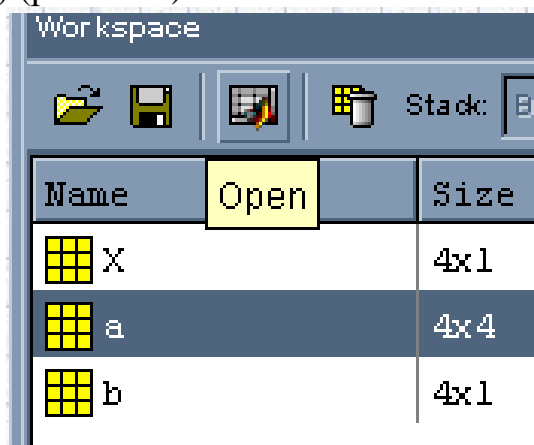 Workspace
Stack:
Name Open Size
X 4x1
a 4x4
b 4x1